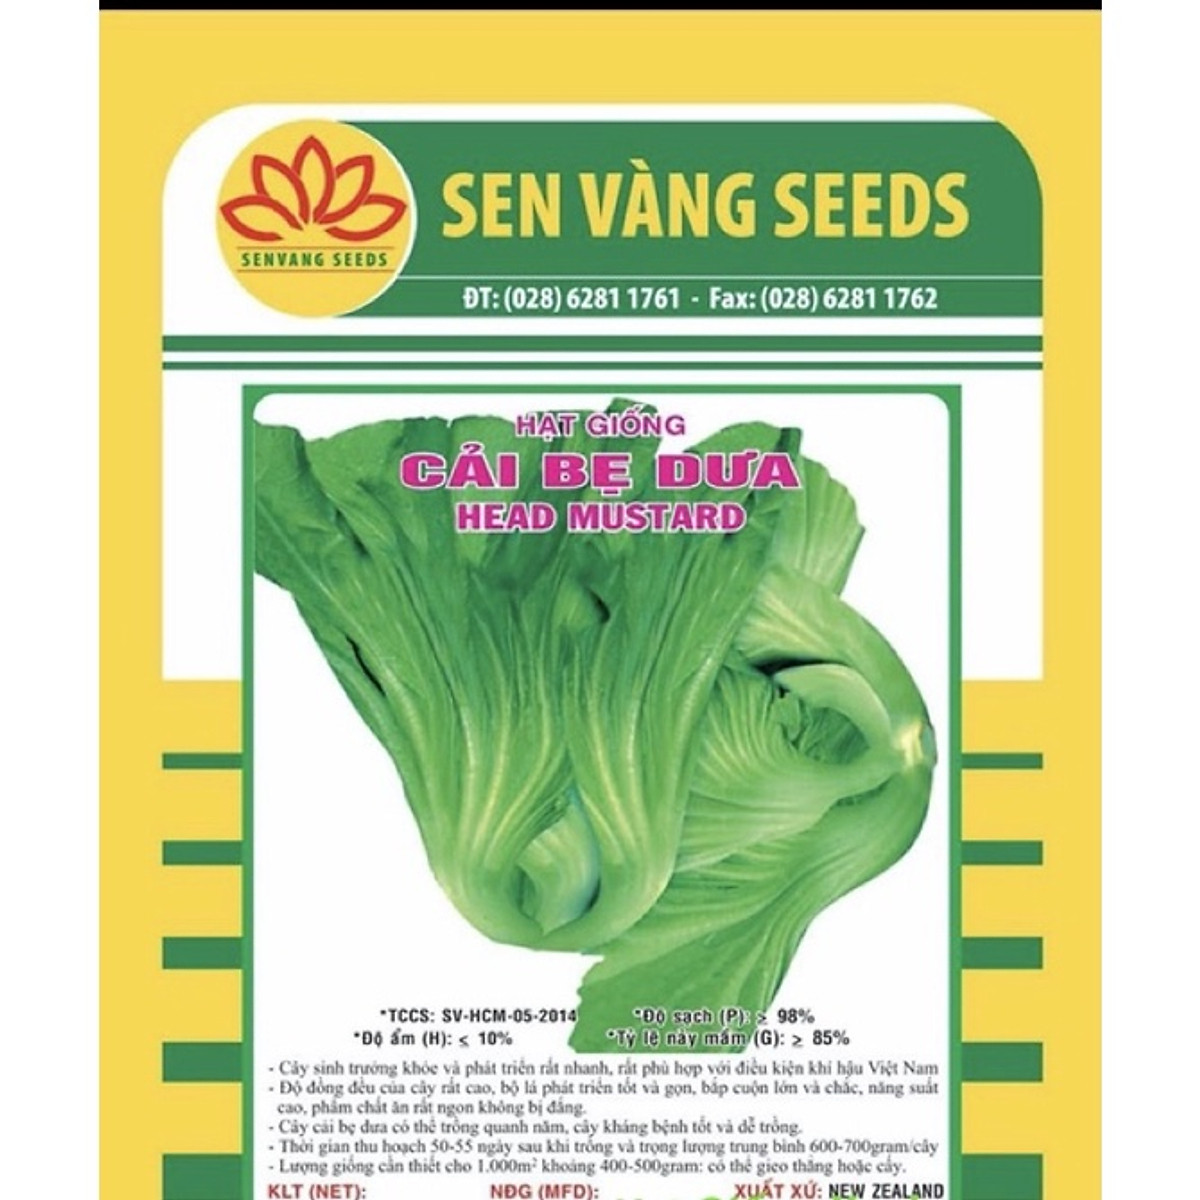 SEN VÀNG SEEDS
SENVANG SEEDS
ĐT: (028) 6281 1761 - Fax: (028) 6281 1762
HẠT GIỐNG
CẢI BẸ DƯA
HEAD MUSTARD
*TCCS: SV-HCM-05-2014 *Độ sạch (P): ≥ 98%
*Độ ẩm (H): ≤ 10% *Tỷ lệ nảy mầm (G): ≥ 85%
- Cây sinh trưởng khỏe và phát triển rất nhanh, rất phù hợp với điều kiện khí hậu Việt Nam
- Độ đồng đều của cây rất cao, bộ lá phát triển tốt và gọn, bắp cuộn lớn và chắc, năng suất
cao, phẩm chất ăn rất ngon không bị đắng.
- Cây cải bẹ dưa có thể trồng quanh năm, cây kháng bệnh tốt và dễ trồng.
- Thời gian thu hoạch 50-55 ngày sau khi trồng và trọng lượng trung bình 600-700gram/cây
- Lượng giống cần thiết cho 1.000m² khoảng 400-500gram: có thể gieo thẳng hoặc cấy.
KLT (NET): NĐG (MFD): XUẤT XỨ: NEW ZEALAND